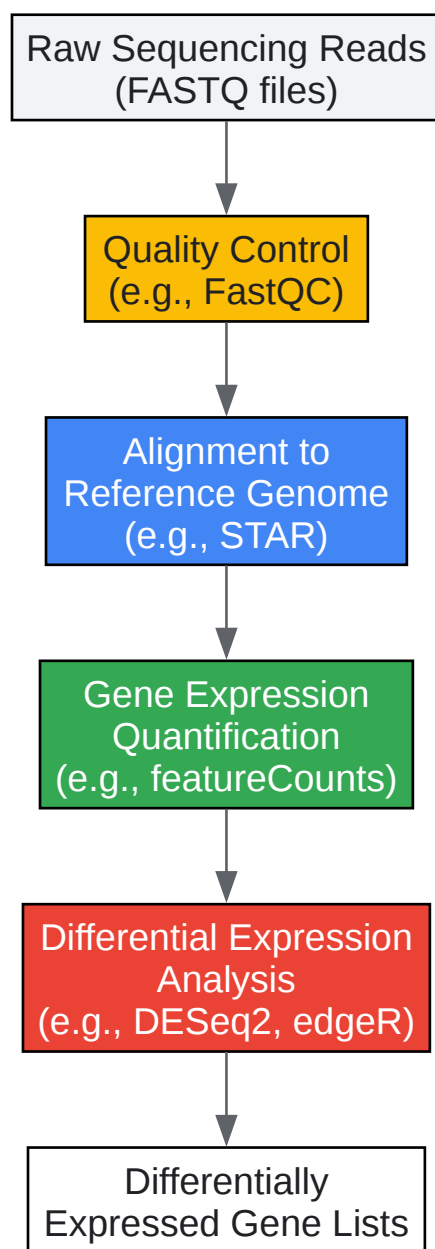 Raw Sequencing Reads
(FASTQ files)
Quality Control
(e.g., FastQC)
Alignment to
Reference Genome
(e.g., STAR)
Gene Expression
Quantification
(e.g., featureCounts)
Differential Expression
Analysis
(e.g., DESeq2, edgeR)
Differentially
Expressed Gene Lists